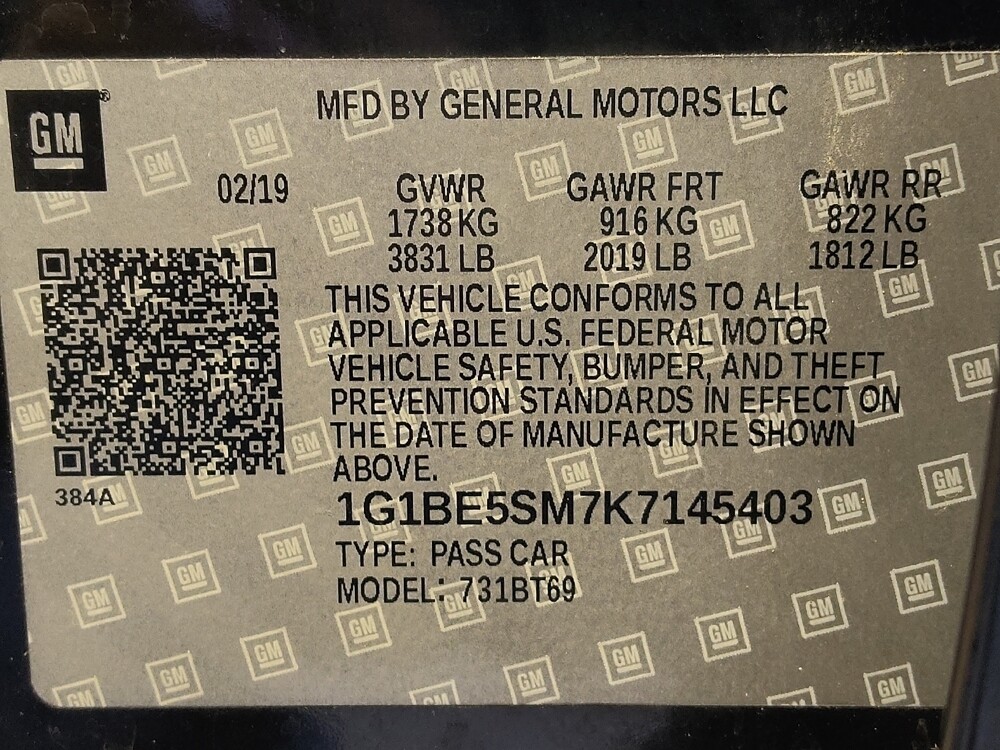 GM®
MFD BY GENERAL MOTORS LLC
02/19 GVWR GAWR FRT GAWR RR
1738 KG 916 KG 822 KG
3831 LB 2019 LB 1812 LB
THIS VEHICLE CONFORMS TO ALL
APPLICABLE U.S. FEDERAL MOTOR
VEHICLE SAFETY, BUMPER, AND THEFT
PREVENTION STANDARDS IN EFFECT ON
THE DATE OF MANUFACTURE SHOWN
ABOVE.
384A
1G1BE5SM7K7145403
TYPE: PASS CAR
MODEL: 731BT69